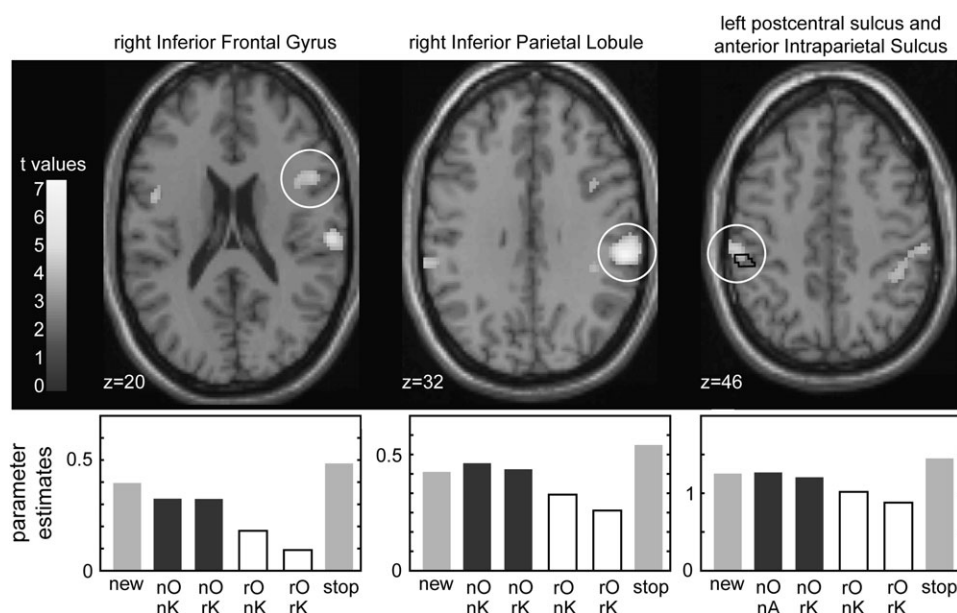 right Inferior Frontal Gyrus
right Inferior Parietal Lobule
left postcentral sulcus and
anterior Intraparietal Sulcus
t values
7
6
5
4
3
2
1
0
z=20
z=32
z=46
parameter
estimates
0.5
0
new nO nO rO rO stop
nK rK nK rK
0.5
0
new nO nO rO rO stop
nK rK nK rK
1
0
new nO nO rO rO stop
nA rK nK rK